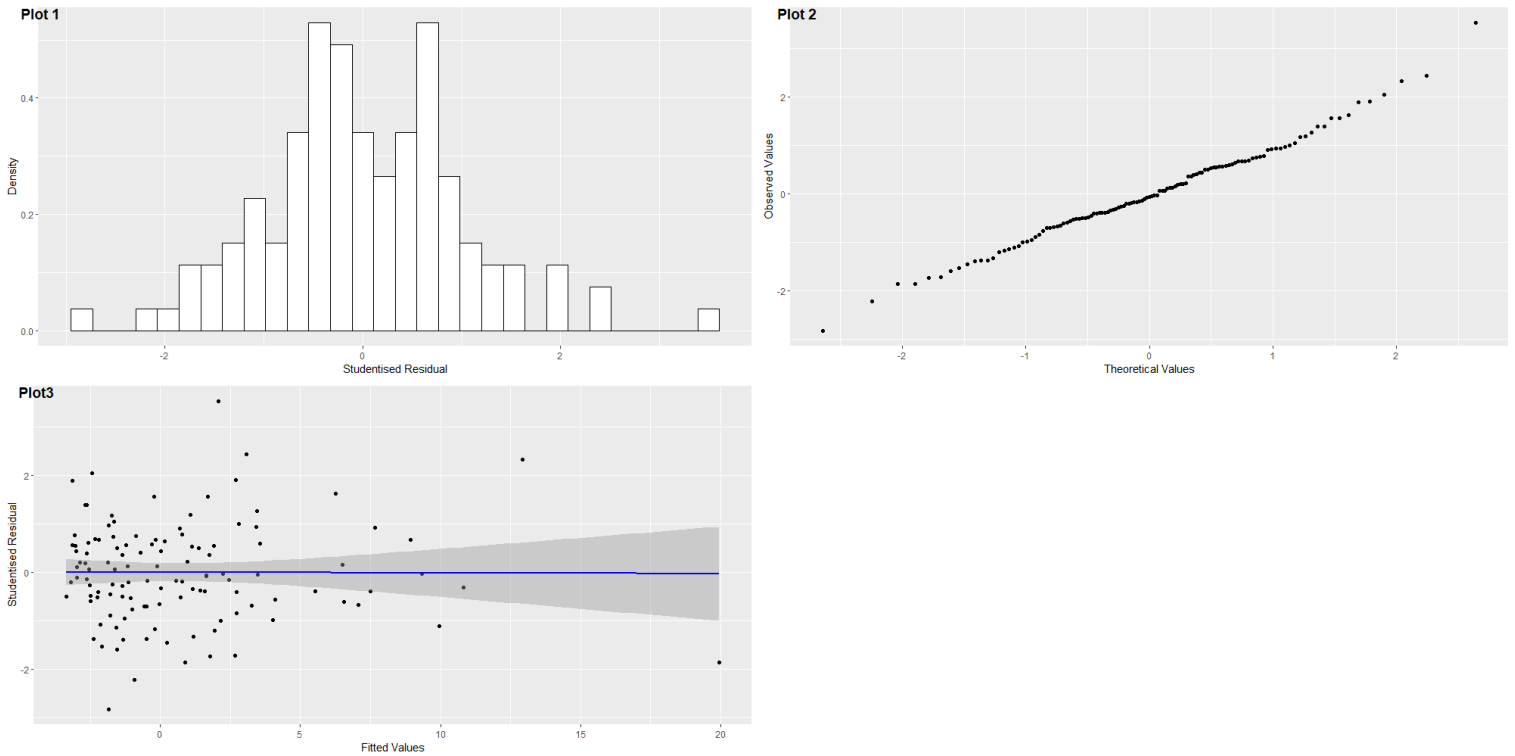 Plot 1
0.4
0.2
0.0
Density
-2
0
2
Studentised Residual
Plot 2
2
0
-2
Observed Values
-2
-1
0
1
2
Theoretical Values
Plot3
2
0
-2
Studentised Residual
0
5
10
15
20
Fitted Values